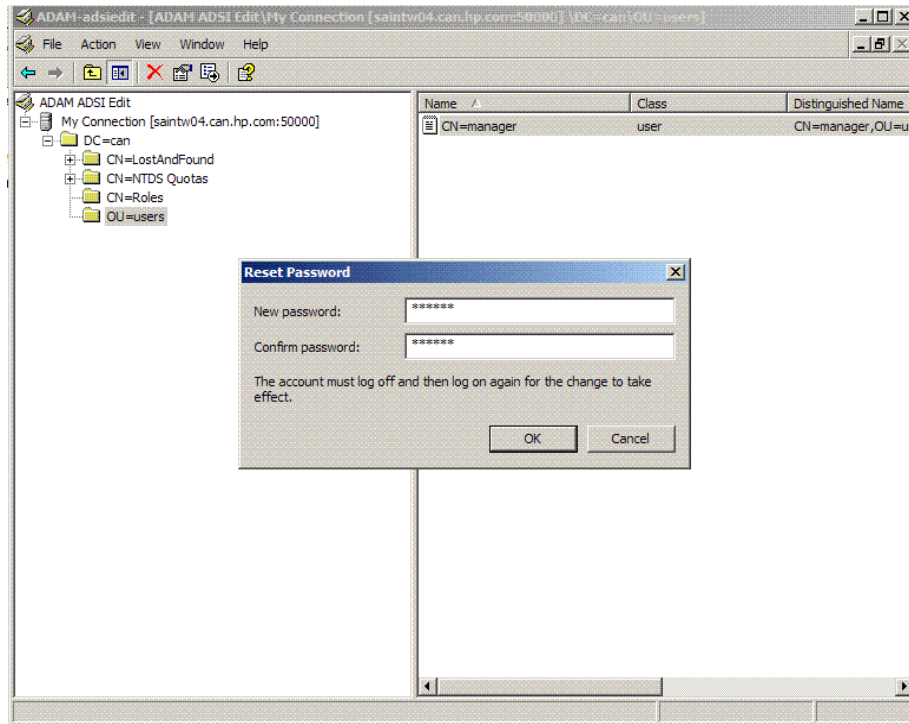 ADAM-adsiedit - [ADAM ADSI Edit\My Connection [saintw04.can.hp.com:50000] \DC=can\OU=users]
File Action View Window Help
ADAM ADSI Edit
My Connection [saintw04.can.hp.com:50000]
DC=can
CN=LostAndFound
CN=NTDS Quotas
CN=Roles
OU=users
Name Class Distinguished Name
CN=manager user CN=manager,OU=u
Reset Password
New password: ******
Confirm password: ******
The account must log off and then log on again for the change to take
effect.
OK Cancel